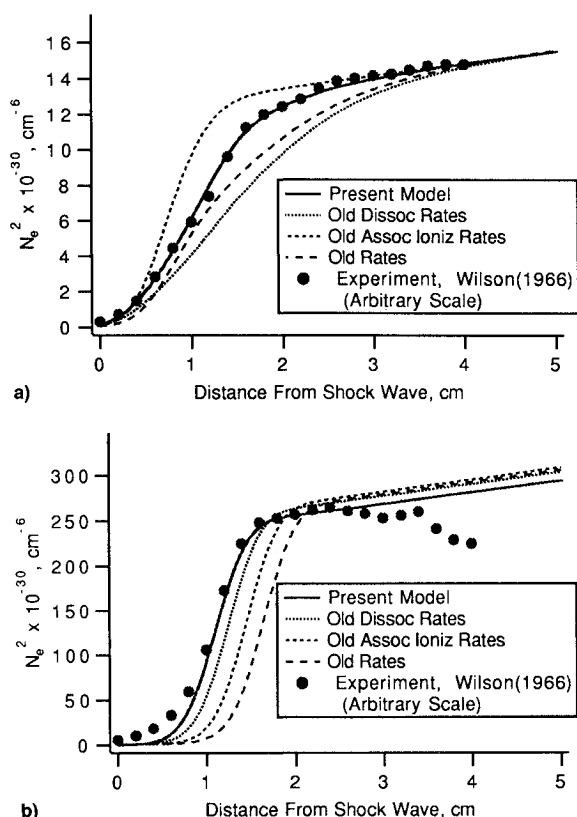 16
14
12
10
8
6
4
2
0
N_e^2 x 10^-30, cm^-6
Present Model
Old Dissoc Rates
Old Assoc Ioniz Rates
Old Rates
Experiment, Wilson(1966)
(Arbitrary Scale)
0 1 2 3 4 5
a)
Distance From Shock Wave, cm
300
250
200
150
100
50
0
N_e^2 x 10^-30, cm^-6
Present Model
Old Dissoc Rates
Old Assoc Ioniz Rates
Old Rates
Experiment, Wilson(1966)
(Arbitrary Scale)
0 1 2 3 4 5
b)
Distance From Shock Wave, cm